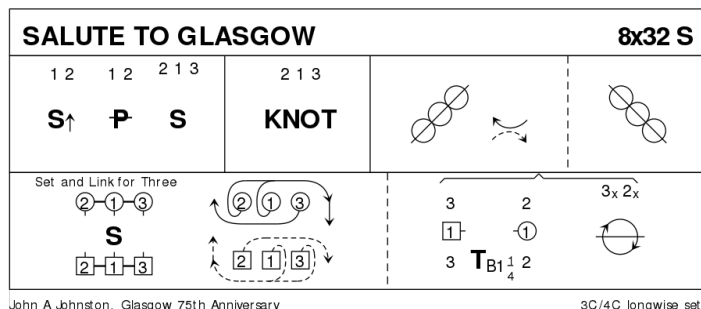 SALUTE TO GLASGOW 8x32 S
1 2 1 2 2 1 3 2 1 3
S↑ P S KNOT
Set and Link for Three
2 1 3
S
2 1 3
2 1 3
2 1 3
3 2 3x 2x
1 1
3 T B1 1/4 2
John A Johnston, Glasgow 75th Anniversary 3C/4C longwise set